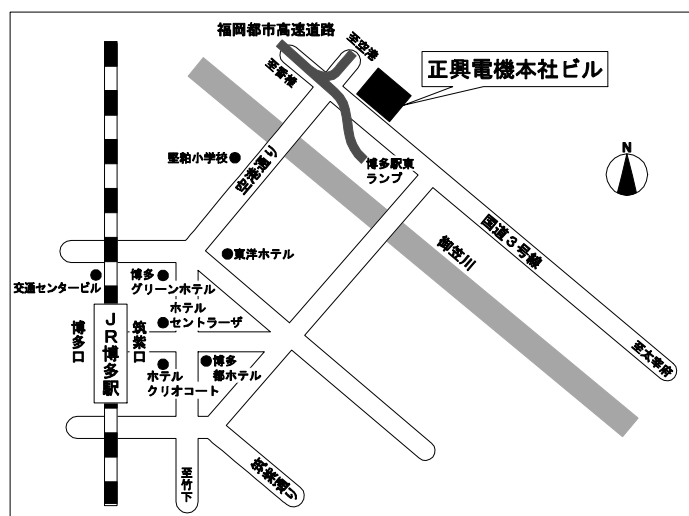 福岡都市高速道路
至空港
至香椎
正興電機本社ビル
堅粕小学校
空港通り
博多駅東
ランプ
N
国道3号線
御笠川
東洋ホテル
交通センタービル
博多
グリーンホテル
ホテル
セントラーザ
博多口
JR博多駅
筑紫口
ホテル
クリオコート
博多
都ホテル
至太宰府
至竹下
筑紫通り